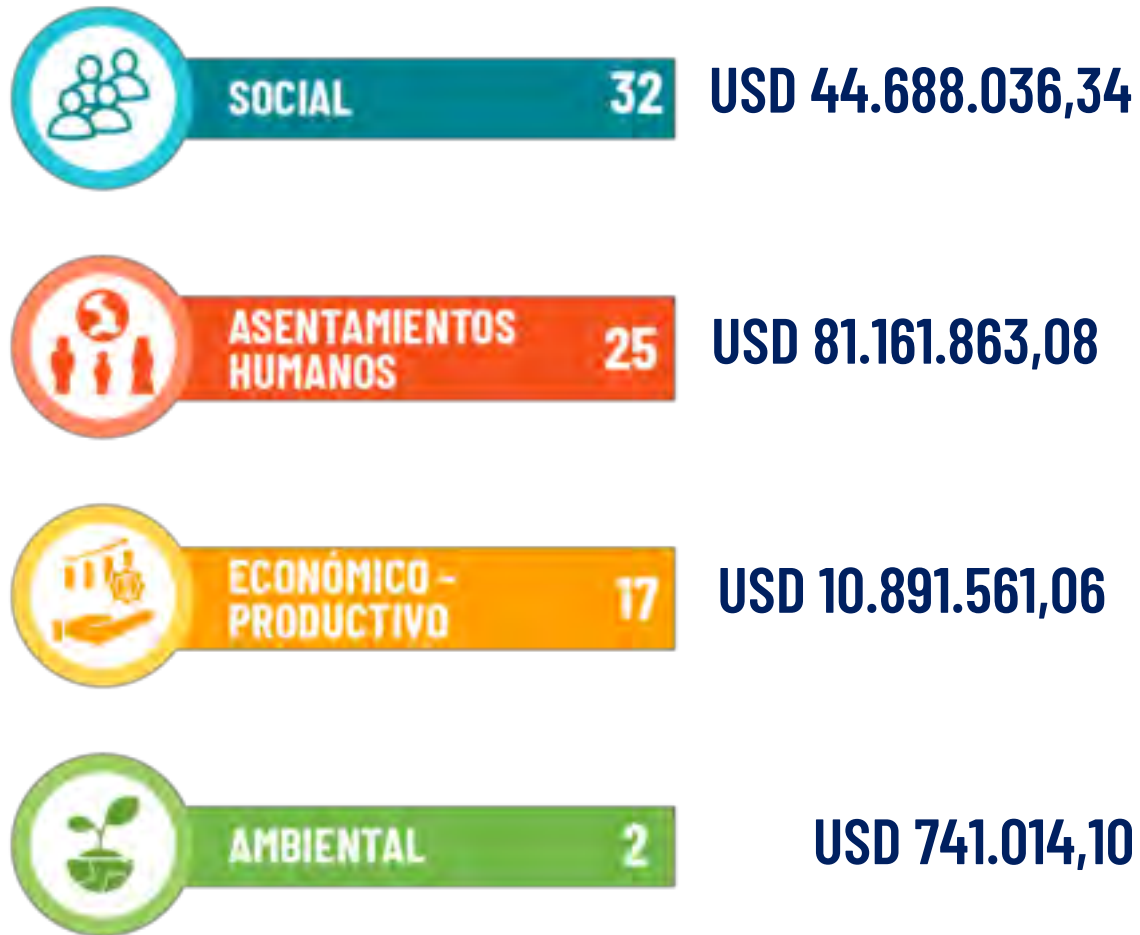 SOCIAL 32 USD 44.688.036,34
ASENTAMIENTOS
HUMANOS 25 USD 81.161.863,08
ECONÓMICO -
PRODUCTIVO 17 USD 10.891.561,06
AMBIENTAL 2 USD 741.014,10